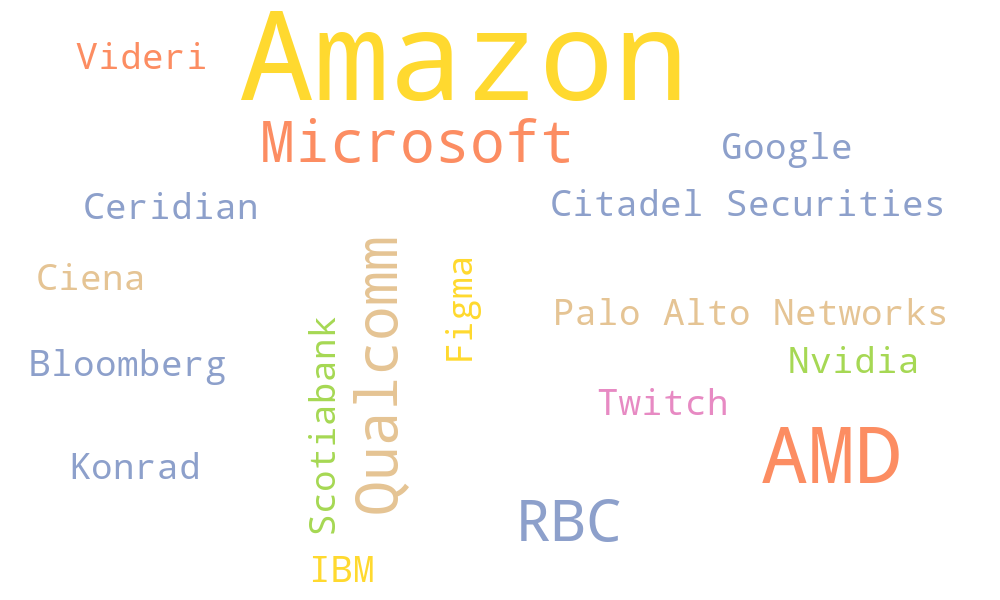 Amazon
Videri
Microsoft
Google
Ceridian
Citadel Securities
Ciena
Qualcomm
Figma
Palo Alto Networks
Scotiabank
Bloomberg
Nvidia
Twitch
AMD
Konrad
RBC
IBM